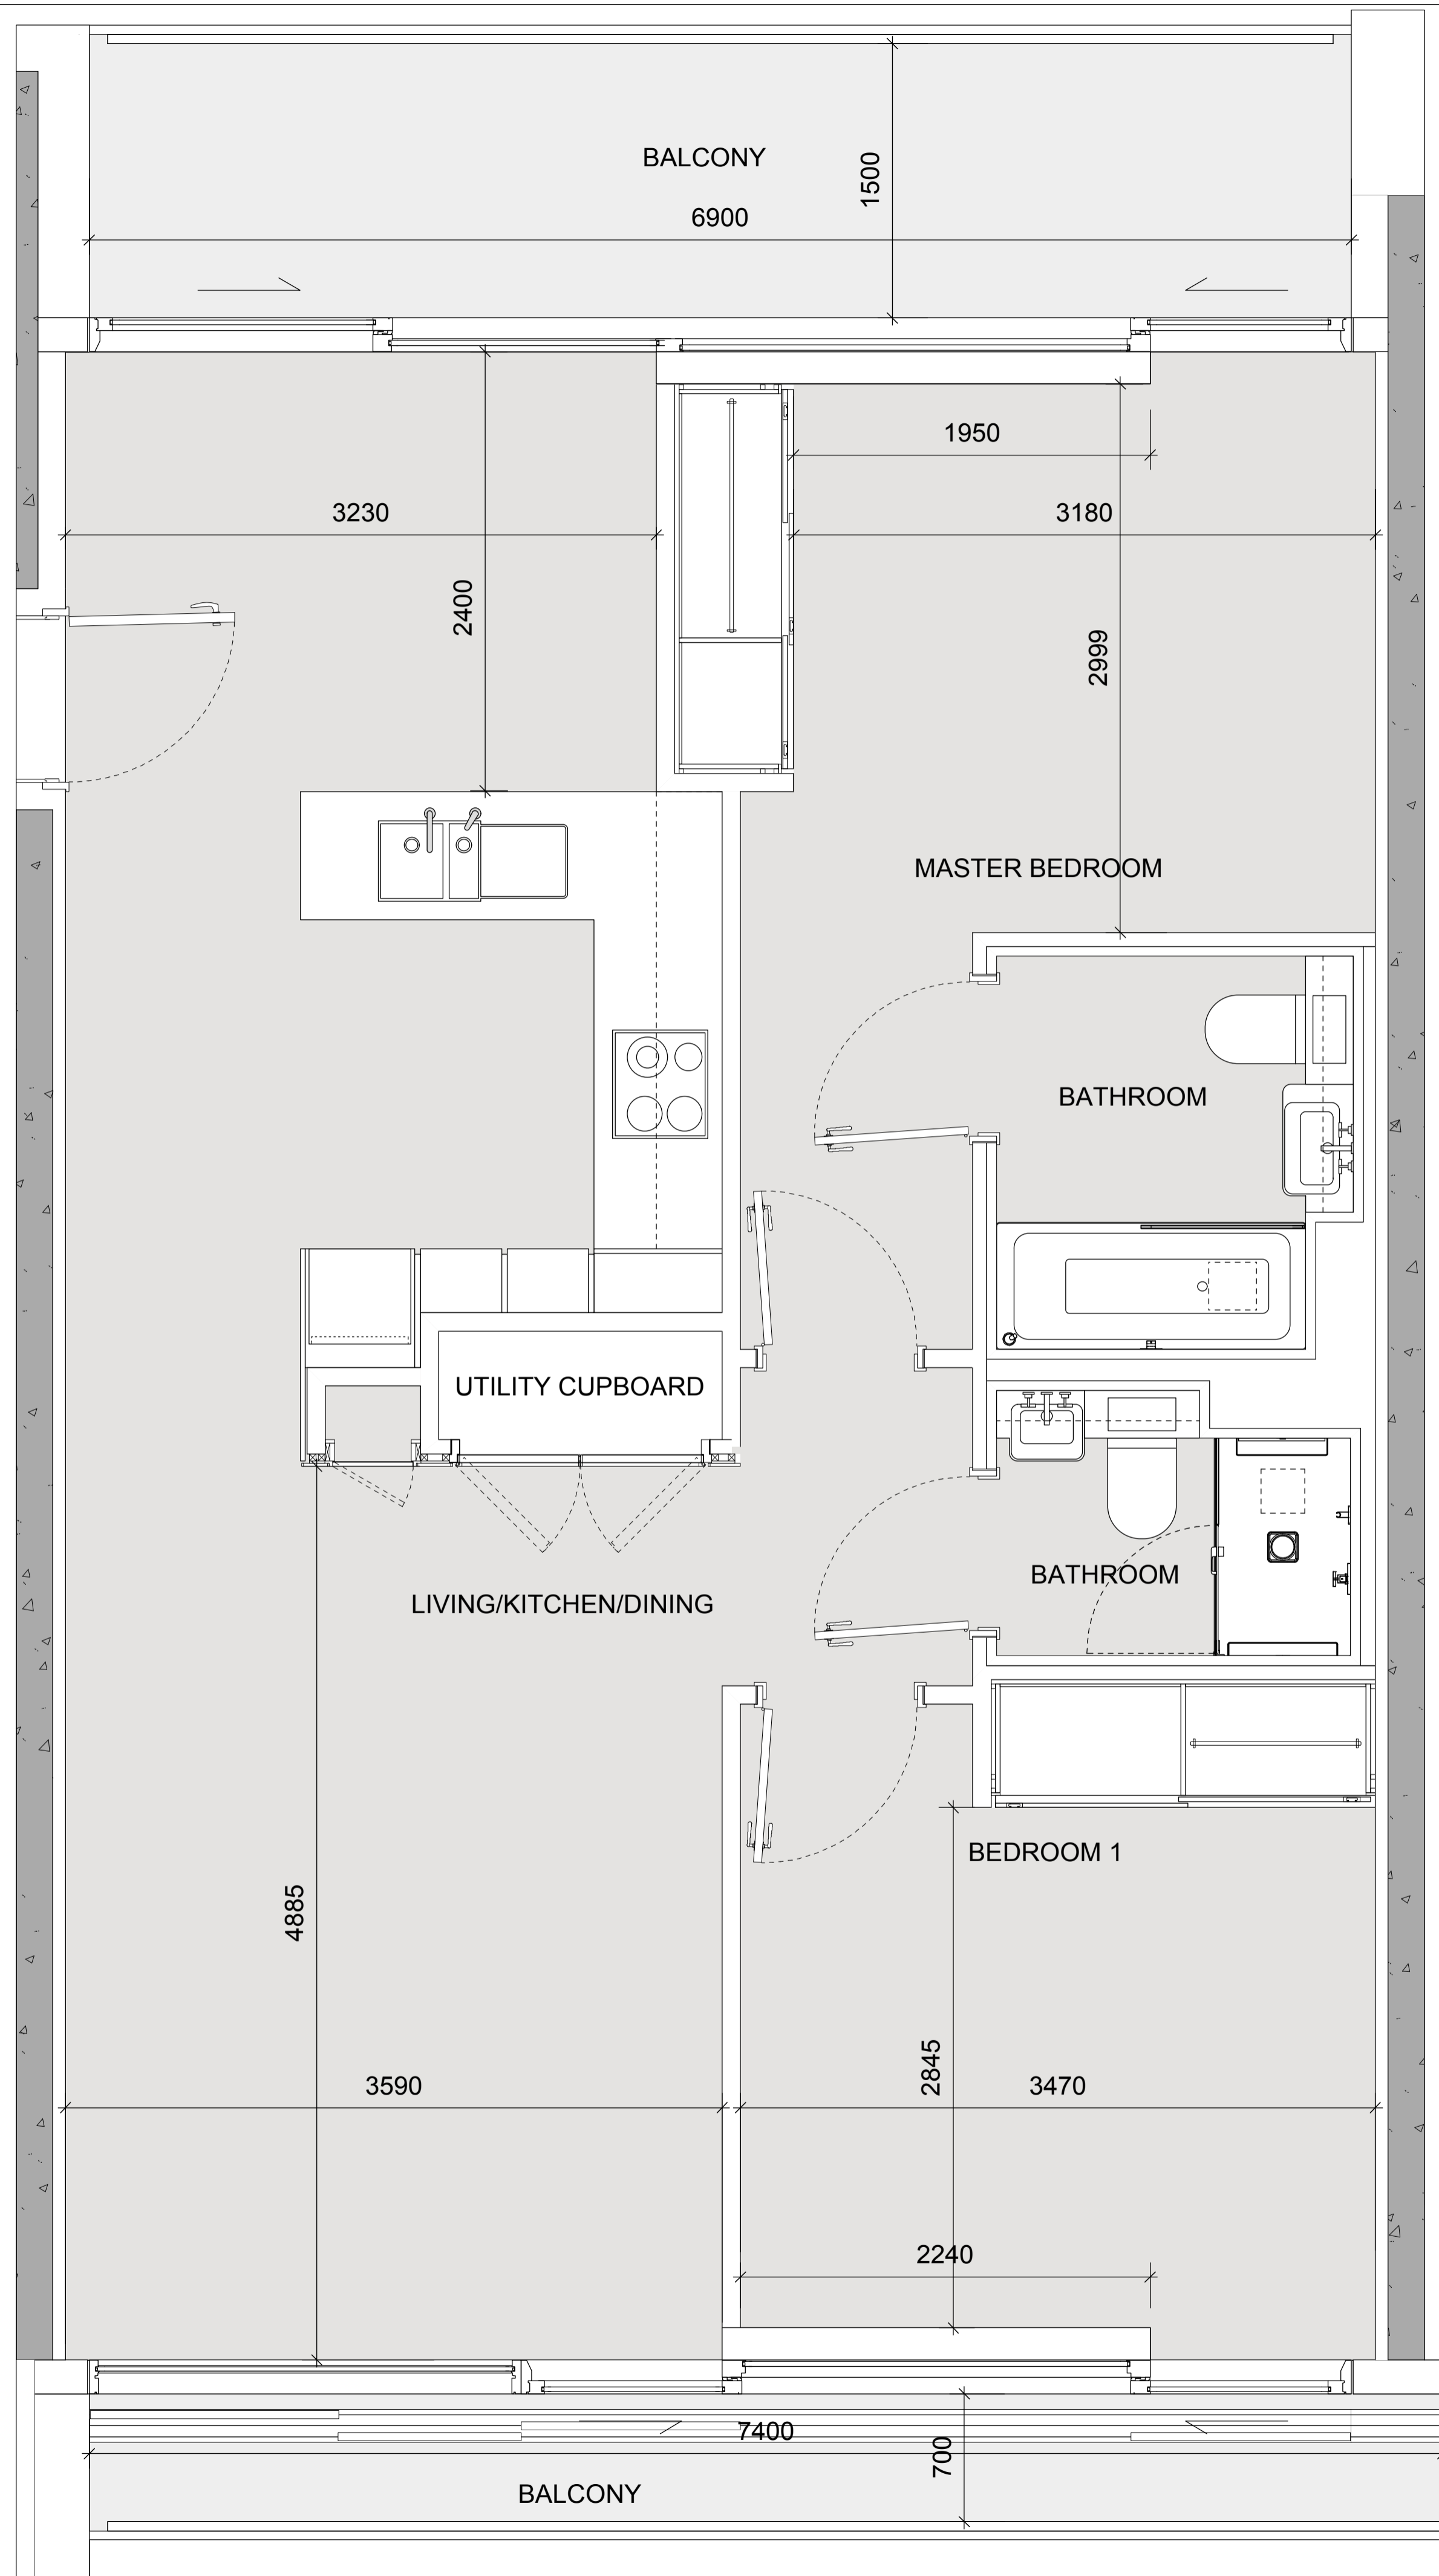 BALCONY
1500
6900
1950
3230
3180
2400
2999
MASTER BEDROOM
BATHROOM
UTILITY CUPBOARD
BATHROOM
LIVING/KITCHEN/DINING
BEDROOM 1
4885
2845
3590
3470
2240
7400
700
BALCONY